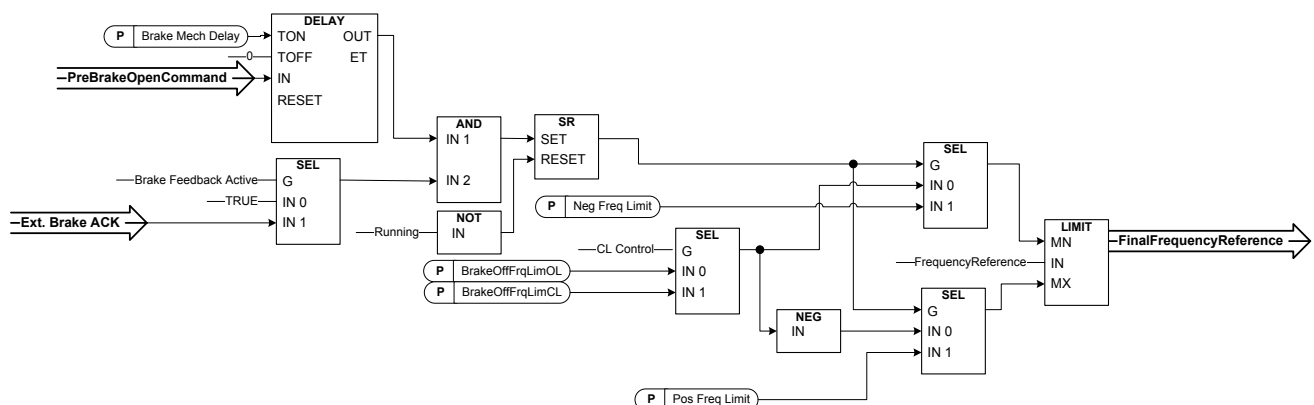 DELAY
P Brake Mech Delay
TON OUT
0 TOFF ET
PreBrakeOpenCommand IN
RESET
AND
IN 1
IN 2
SR
SET
RESET
SEL
Brake Feedback Active G
TRUE IN 0
Ext. Brake ACK IN 1
NOT
Running IN
SEL
G
IN 0
IN 1
P Neg Freq Limit
SEL
CL Control G
P BrakeOffFrqLimOL IN 0
P BrakeOffFrqLimCL IN 1
LIMIT
MN FinalFrequencyReference
FrequencyReference IN
MX
NEG
IN
SEL
G
IN 0
IN 1
P Pos Freq Limit